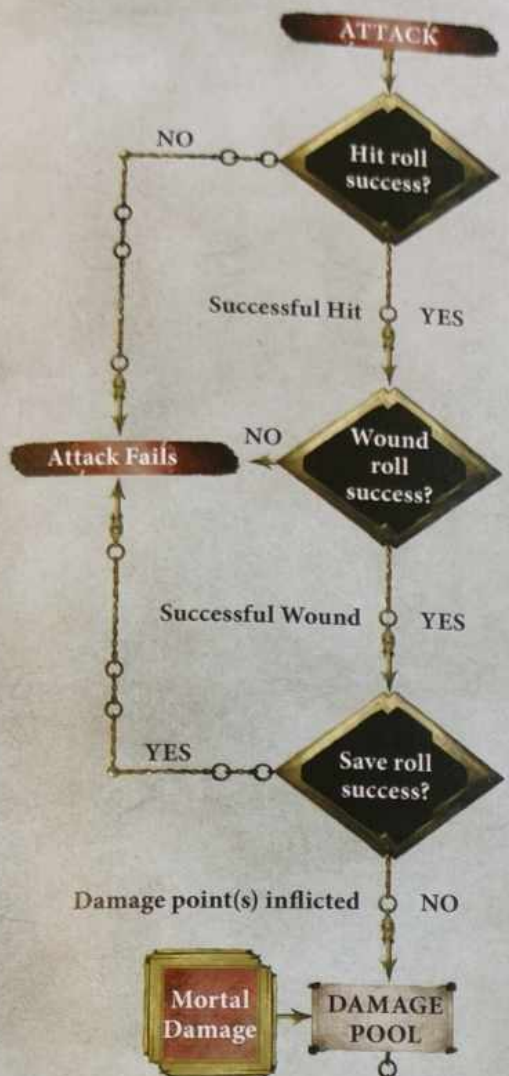 ATTACK
NO
Hit roll
success?
Successful Hit
YES
Attack Fails
NO
Wound
roll
success?
Successful Wound
YES
YES
Save roll
success?
Damage point(s) inflicted
NO
Mortal
Damage
DAMAGE
POOL